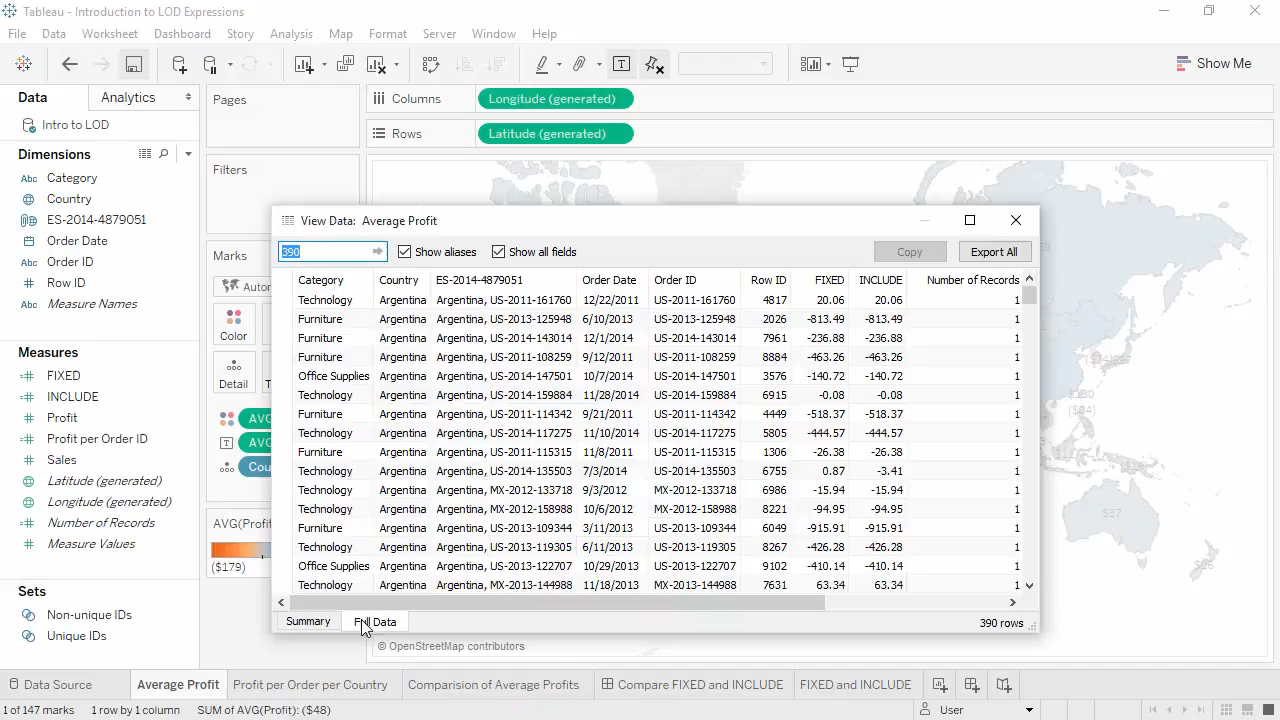 Tableau - Introduction to LOD Expressions
File Data Worksheet Dashboard Story Analysis Map Format Server Window Help
Show Me
Data Analytics
Intro to LOD
Dimensions
Abc Category
Country
Abc ES-2014-4879051
Order Date
Abc Order ID
Row ID
Abc Measure Names
Measures
FIXED
INCLUDE
Profit
Profit per Order ID
Sales
Latitude (generated)
Longitude (generated)
Number of Records
Measure Values
Sets
Non-unique IDs
Unique IDs
Pages
Filters
Marks
Color
Detail
AVG(Profit
($179)
Columns Longitude (generated)
Rows Latitude (generated)
View Data: Average Profit
390 Show aliases Show all fields Copy Export All
Category Country ES-2014-4879051 Order Date Order ID Row ID FIXED INCLUDE Number of Records
Technology Argentina Argentina, US-2011-161760 12/22/2011 US-2011-161760 4817 20.06 20.06 1
Furniture Argentina Argentina, US-2013-125948 6/10/2013 US-2013-125948 2026 -813.49 -813.49 1
Furniture Argentina Argentina, US-2014-143014 12/1/2014 US-2014-143014 7961 -236.88 -236.88 1
Furniture Argentina Argentina, US-2011-108259 9/12/2011 US-2011-108259 8884 -463.26 -463.26 1
Office Supplies Argentina Argentina, US-2014-147501 10/7/2014 US-2014-147501 3576 -140.72 -140.72 1
Technology Argentina Argentina, US-2014-159884 11/28/2014 US-2014-159884 6915 -0.08 -0.08 1
Furniture Argentina Argentina, US-2011-114342 9/21/2011 US-2011-114342 4449 -518.37 -518.37 1
Technology Argentina Argentina, US-2014-117275 11/10/2014 US-2014-117275 5805 -444.57 -444.57 1
Furniture Argentina Argentina, US-2011-115315 11/8/2011 US-2011-115315 1306 -26.38 -26.38 1
Technology Argentina Argentina, US-2014-135503 7/3/2014 US-2014-135503 6755 0.87 -3.41 1
Technology Argentina Argentina, MX-2012-133718 9/3/2012 MX-2012-133718 6986 -15.94 -15.94 1
Technology Argentina Argentina, MX-2012-158988 10/6/2012 MX-2012-158988 8221 -94.95 -94.95 1
Furniture Argentina Argentina, US-2013-109344 3/11/2013 US-2013-109344 6049 -915.91 -915.91 1
Technology Argentina Argentina, US-2013-119305 6/11/2013 US-2013-119305 8267 -426.28 -426.28 1
Office Supplies Argentina Argentina, US-2013-122707 10/29/2013 US-2013-122707 9102 -410.14 -410.14 1
Technology Argentina Argentina, MX-2013-144988 11/18/2013 MX-2013-144988 7631 63.34 63.34 1
Summary Full Data 390 rows
$37
$26
© OpenStreetMap contributors
Data Source Average Profit Profit per Order per Country Comparison of Average Profits Compare FIXED and INCLUDE FIXED and INCLUDE
1 of 147 marks 1 row by 1 column SUM of AVG(Profit): ($48) User